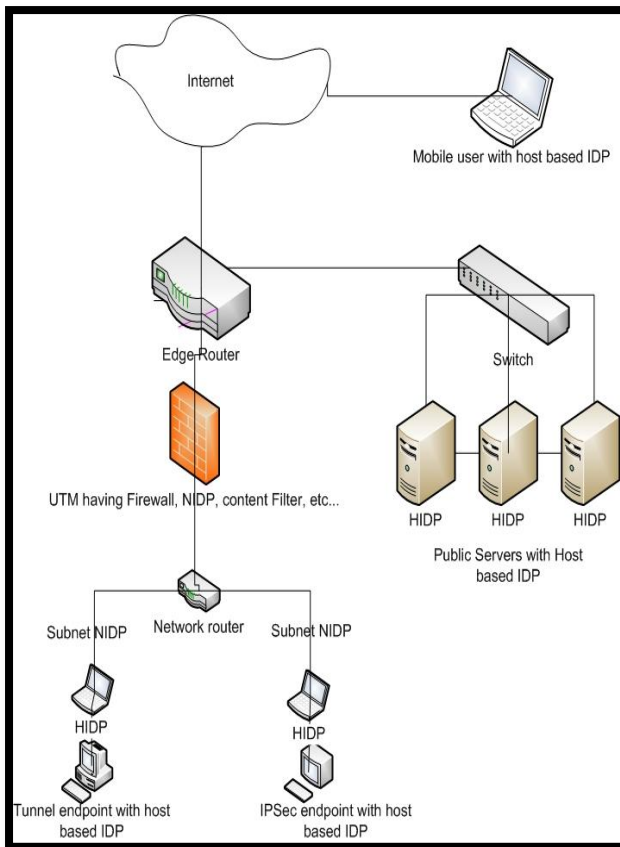 Internet
Mobile user with host based IDP
Edge Router
Switch
UTM having Firewall, NIDP, content Filter, etc...
HIDP
HIDP
HIDP
Public Servers with Host
based IDP
Subnet NIDP
Network router
Subnet NIDP
HIDP
HIDP
Tunnel endpoint with host
based IDP
IPSec endpoint with host
based IDP